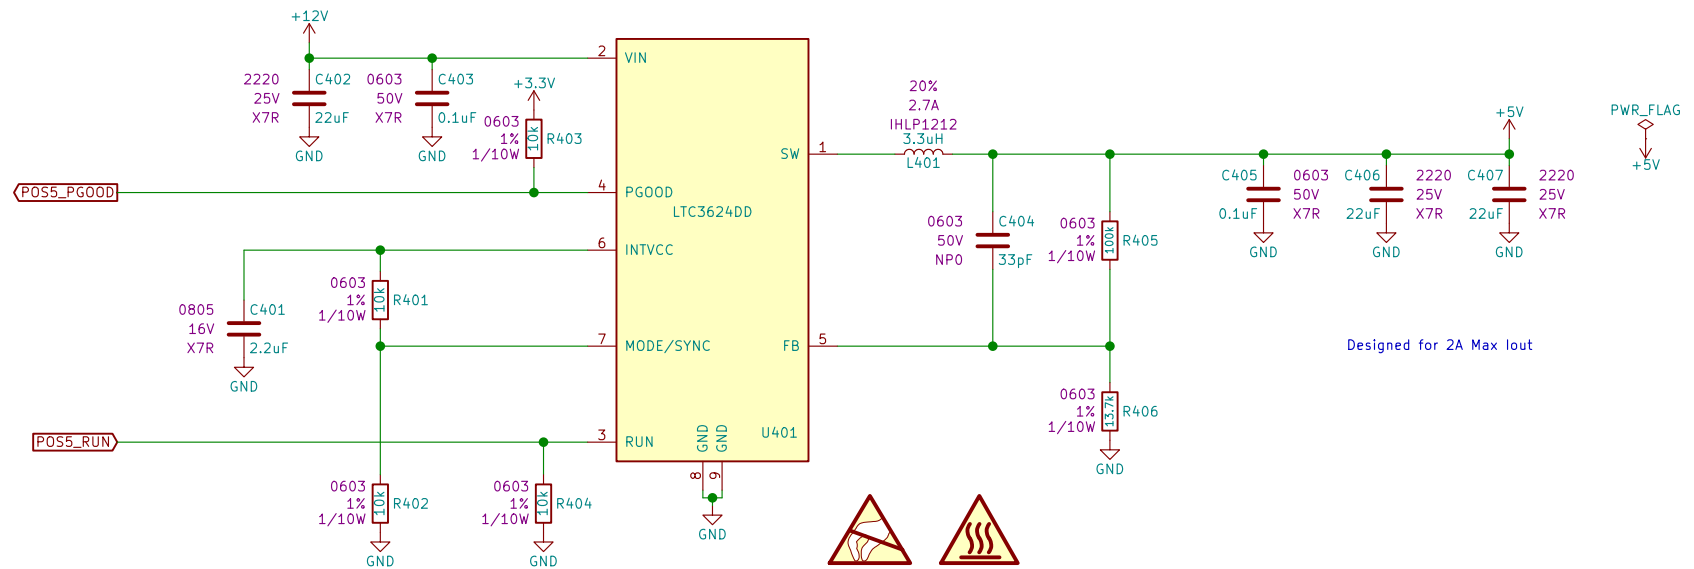 +12V
2220
25V
X7R
C402
22uF
GND
0603
50V
X7R
C403
0.1uF
GND
+3.3V
0603
1%
1/10W
10k
R403
POS5_PGOOD
0805
16V
X7R
C401
2.2uF
GND
0603
1%
1/10W
10k
R401
POS5_RUN
0603
1%
1/10W
10k
R402
GND
0603
1%
1/10W
10k
R404
GND
2
VIN
4
PGOOD
6
INTVCC
7
MODE/SYNC
3
RUN
LTC3624DD
SW
1
FB
5
U401
GND
GND
8
9
GND
20%
2.7A
IHLP1212
3.3uH
L401
0603
50V
NP0
C404
33pF
0603
1%
1/10W
100k
R405
0603
1%
1/10W
13.7k
R406
GND
C405
0.1uF
0603
50V
X7R
GND
C406
22uF
2220
25V
X7R
GND
+5V
C407
22uF
2220
25V
X7R
GND
PWR_FLAG
+5V
Designed for 2A Max Iout